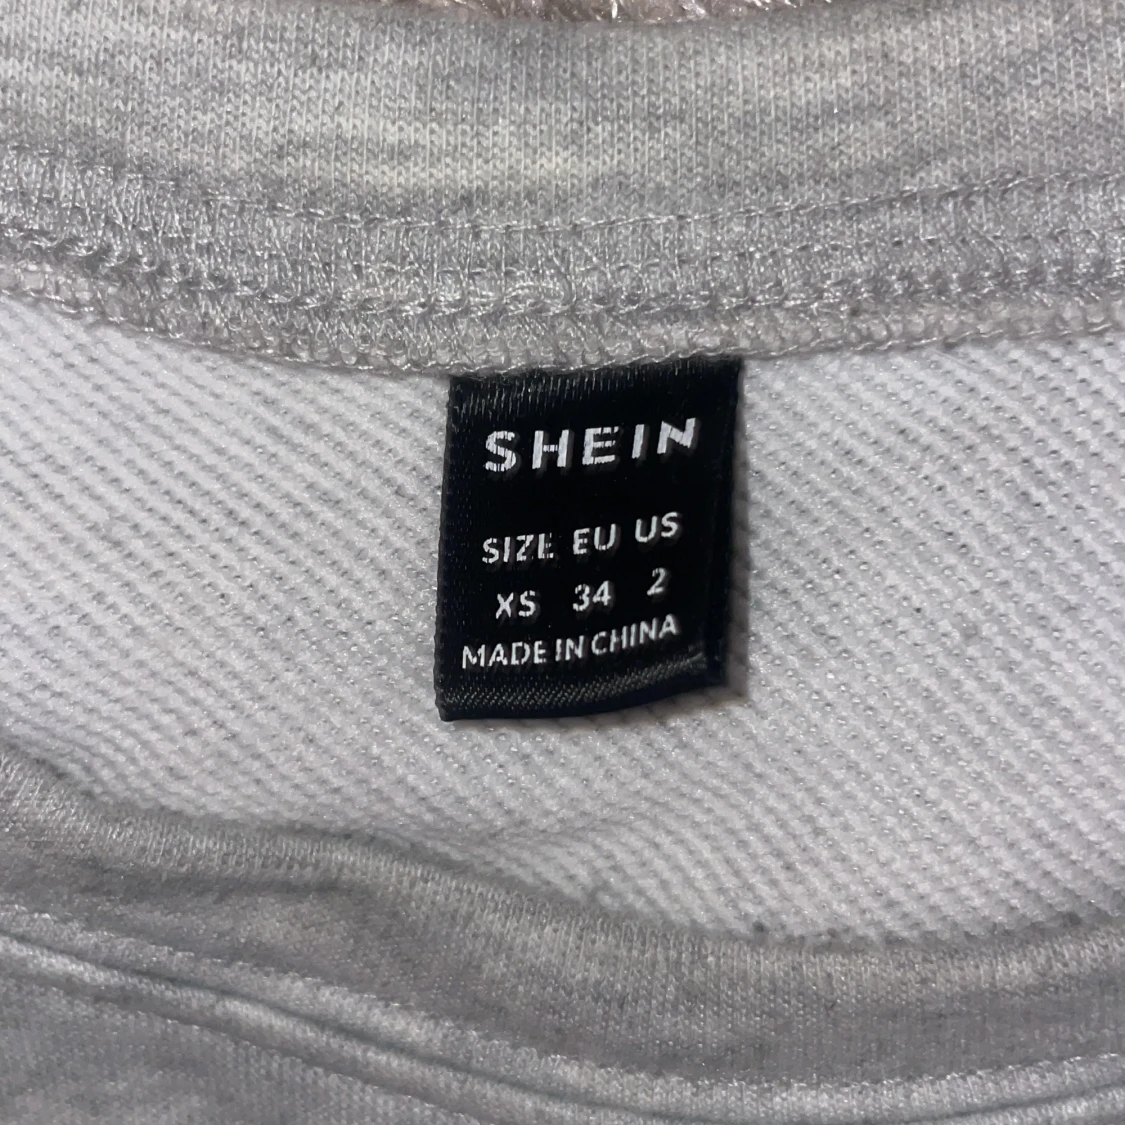 SHEIN
SIZE EU US
XS 34 2
MADE IN CHINA